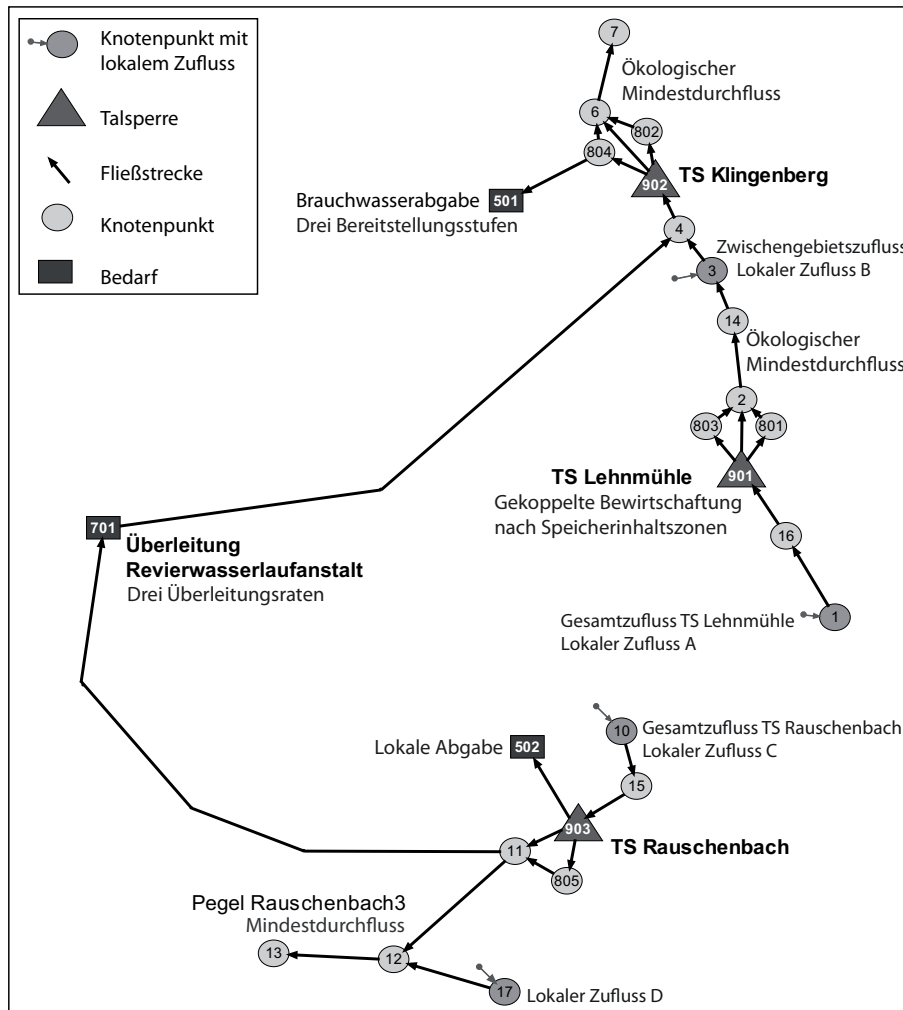 Knotenpunkt mit
lokalem Zufluss
Talsperre
Fließstrecke
Knotenpunkt
Bedarf
7
Ökologischer
Mindestdurchfluss
6
802
804
902
TS Klingenberg
Brauchwasserabgabe
501
Drei Bereitstellungsstufen
4
Zwischengebietszufluss
3
Lokaler Zufluss B
14
Ökologischer
Mindestdurchfluss
2
803
801
TS Lehnmühle
901
Gekoppelte Bewirtschaftung
nach Speicherinhaltszonen
701
16
Überleitung
Revierwasserlaufanstalt
Drei Überleitungsraten
Gesamtzufluss TS Lehnmühle
1
Lokaler Zufluss A
10
Gesamtzufluss TS Rauschenbach
Lokale Abgabe
502
Lokaler Zufluss C
15
903
TS Rauschenbach
11
805
Pegel Rauschenbach3
Mindestdurchfluss
13
12
17
Lokaler Zufluss D